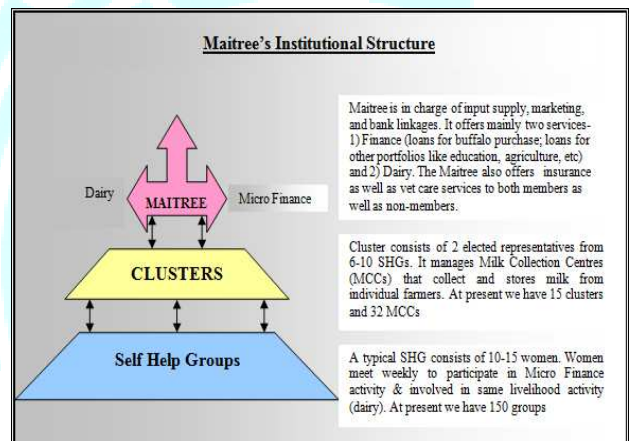 Maitree's Institutional Structure
Maitree is in charge of input supply, marketing,
and bank linkages. It offers mainly two services-
1) Finance (loans for buffalo purchase; loans for
other portfolios like education, agriculture, etc)
and 2) Dairy. The Maitree also offers insurance
as well as vet care services to both members as
well as non-members.
Dairy
MAITREE
Micro Finance
Cluster consists of 2 elected representatives from
6-10 SHGs. It manages Milk Collection Centres
(MCCs) that collect and stores milk from
individual farmers. At present we have 15 clusters
and 32 MCCs
CLUSTERS
A typical SHG consists of 10-15 women. Women
meet weekly to participate in Micro Finance
activity & involved in same livelihood activity
(dairy). At present we have 150 groups
Self Help Groups